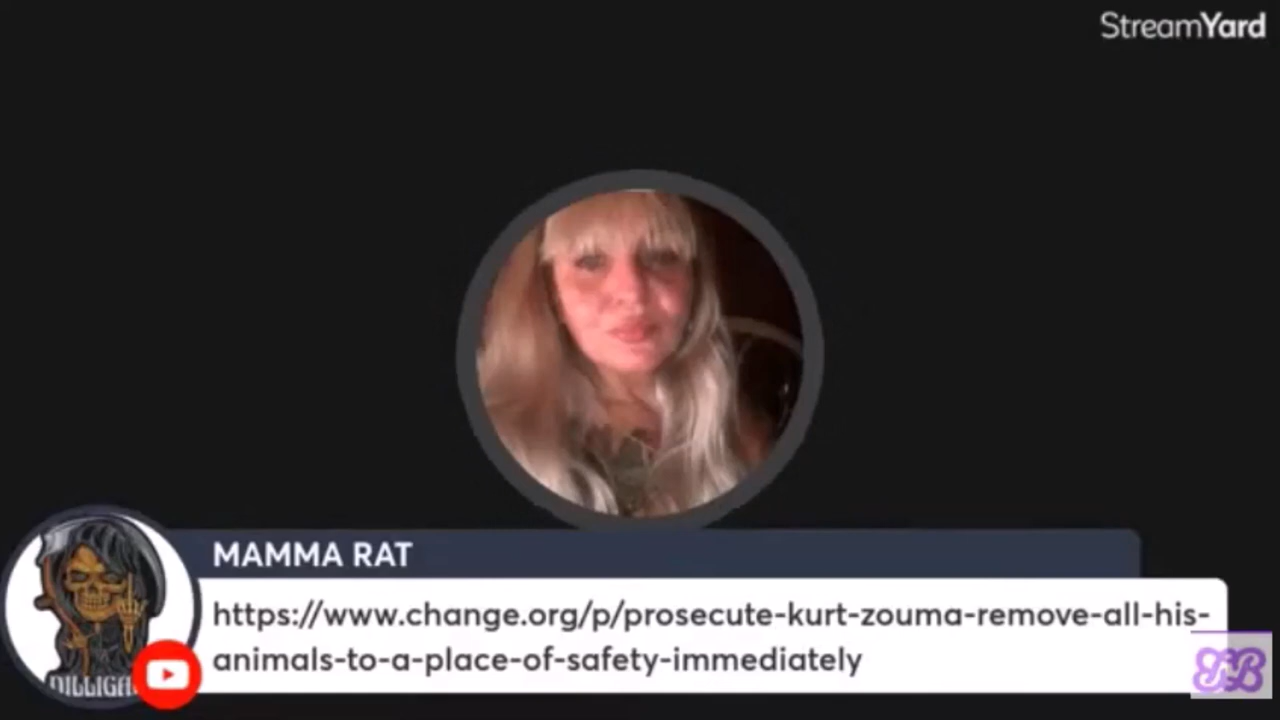 StreamYard
MAMMA RAT
https://www.change.org/p/prosecute-kurt-zouma-remove-all-his-
animals-to-a-place-of-safety-immediately